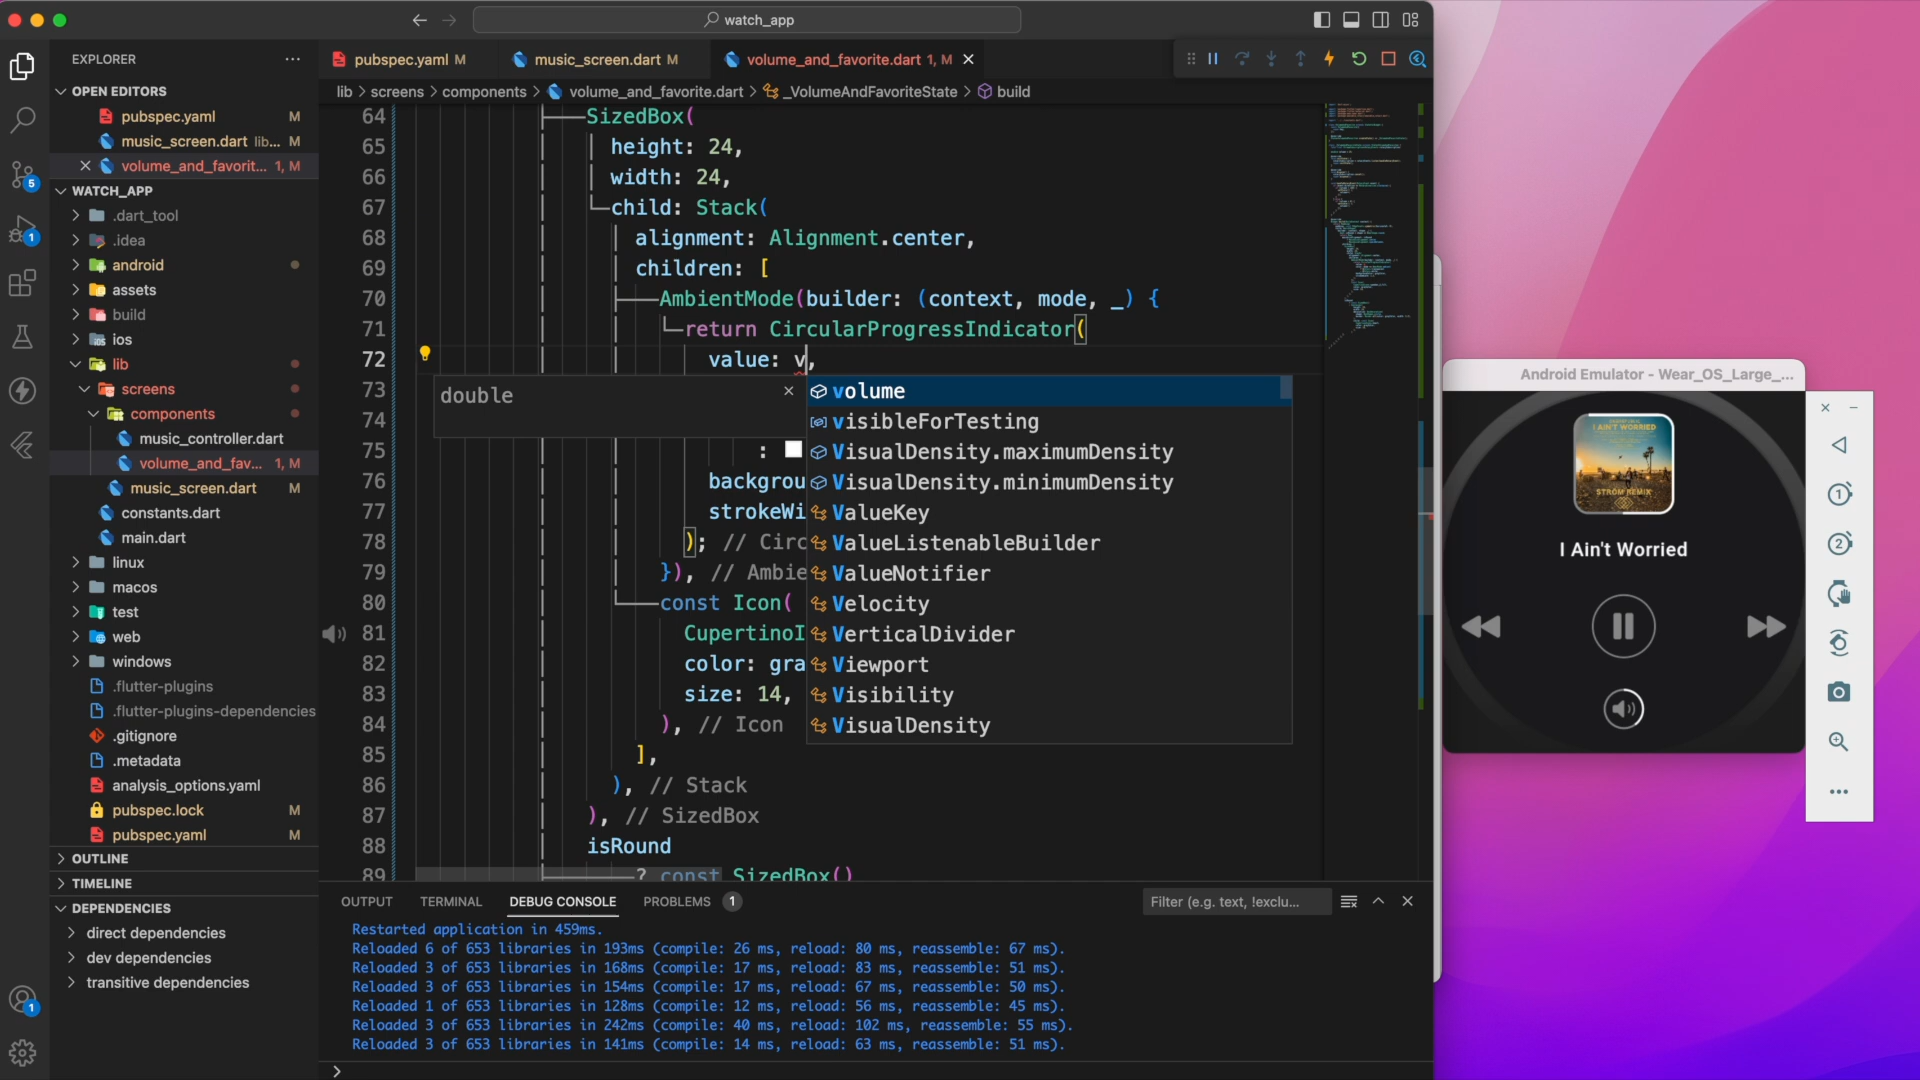 watch_app
EXPLORER
OPEN EDITORS
pubspec.yaml M
music_screen.dart lib... M
volume_and_favorit... 1, M
WATCH_APP
.dart_tool
.idea
android
assets
build
ios
lib
screens
components
music_controller.dart
volume_and_fav... 1, M
music_screen.dart M
constants.dart
main.dart
linux
macos
test
web
windows
.flutter-plugins
.flutter-plugins-dependencies
.gitignore
.metadata
analysis_options.yaml
pubspec.lock M
pubspec.yaml M
OUTLINE
TIMELINE
DEPENDENCIES
direct dependencies
dev dependencies
transitive dependencies
5
1
1
pubspec.yaml M music_screen.dart M volume_and_favorite.dart 1, M
lib > screens > components > volume_and_favorite.dart > _VolumeAndFavoriteState > build
64 SizedBox(
65 height: 24,
66 width: 24,
67 child: Stack(
68 alignment: Alignment.center,
69 children: [
70 AmbientMode(builder: (context, mode, _) {
71 return CircularProgressIndicator(
72 value: v,
73
74
75 :
76 backgrou
77 strokeWi
78 ); // Circ
79 }), // Ambie
80 const Icon(
81 CupertinoI
82 color: gra
83 size: 14,
84 ), // Icon
85 ],
86 ), // Stack
87 ), // SizedBox
88 isRound
89 ? const SizedBox()
double
volume
visibleForTesting
VisualDensity.maximumDensity
VisualDensity.minimumDensity
ValueKey
ValueListenableBuilder
ValueNotifier
Velocity
VerticalDivider
Viewport
Visibility
VisualDensity
OUTPUT TERMINAL DEBUG CONSOLE PROBLEMS 1 Filter (e.g. text, !exclu...
Restarted application in 459ms.
Reloaded 6 of 653 libraries in 193ms (compile: 26 ms, reload: 80 ms, reassemble: 67 ms).
Reloaded 3 of 653 libraries in 168ms (compile: 17 ms, reload: 83 ms, reassemble: 51 ms).
Reloaded 3 of 653 libraries in 154ms (compile: 17 ms, reload: 67 ms, reassemble: 50 ms).
Reloaded 1 of 653 libraries in 128ms (compile: 12 ms, reload: 56 ms, reassemble: 45 ms).
Reloaded 3 of 653 libraries in 242ms (compile: 40 ms, reload: 102 ms, reassemble: 55 ms).
Reloaded 3 of 653 libraries in 141ms (compile: 14 ms, reload: 63 ms, reassemble: 51 ms).
Android Emulator - Wear_OS_Large_...
I AIN'T WORRIED
STROM REMIX
I Ain't Worried
1
2